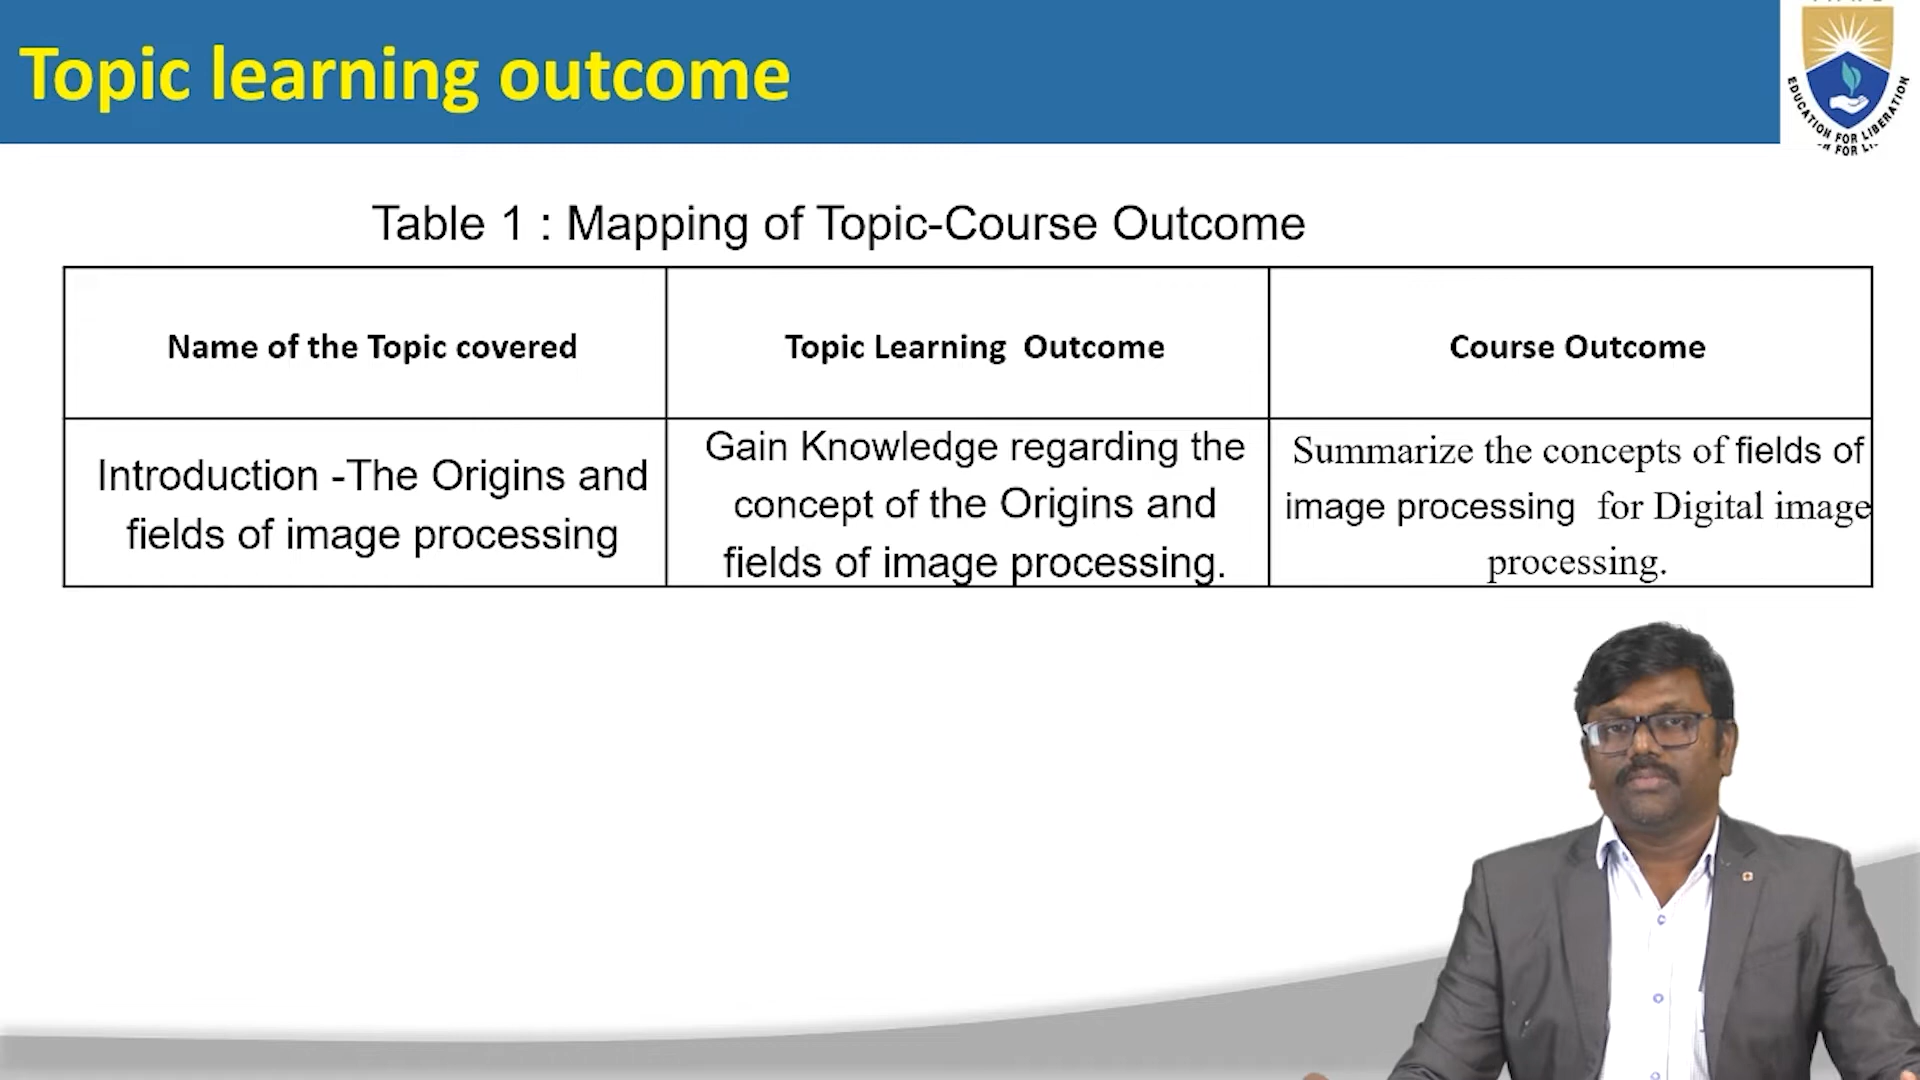 Topic learning outcome
EDUCATION FOR LIBERATION
Table 1 : Mapping of Topic-Course Outcome
Name of the Topic covered
Topic Learning Outcome
Course Outcome
Introduction -The Origins and
fields of image processing
Gain Knowledge regarding the
concept of the Origins and
fields of image processing.
Summarize the concepts of fields of
image processing for Digital image
processing.